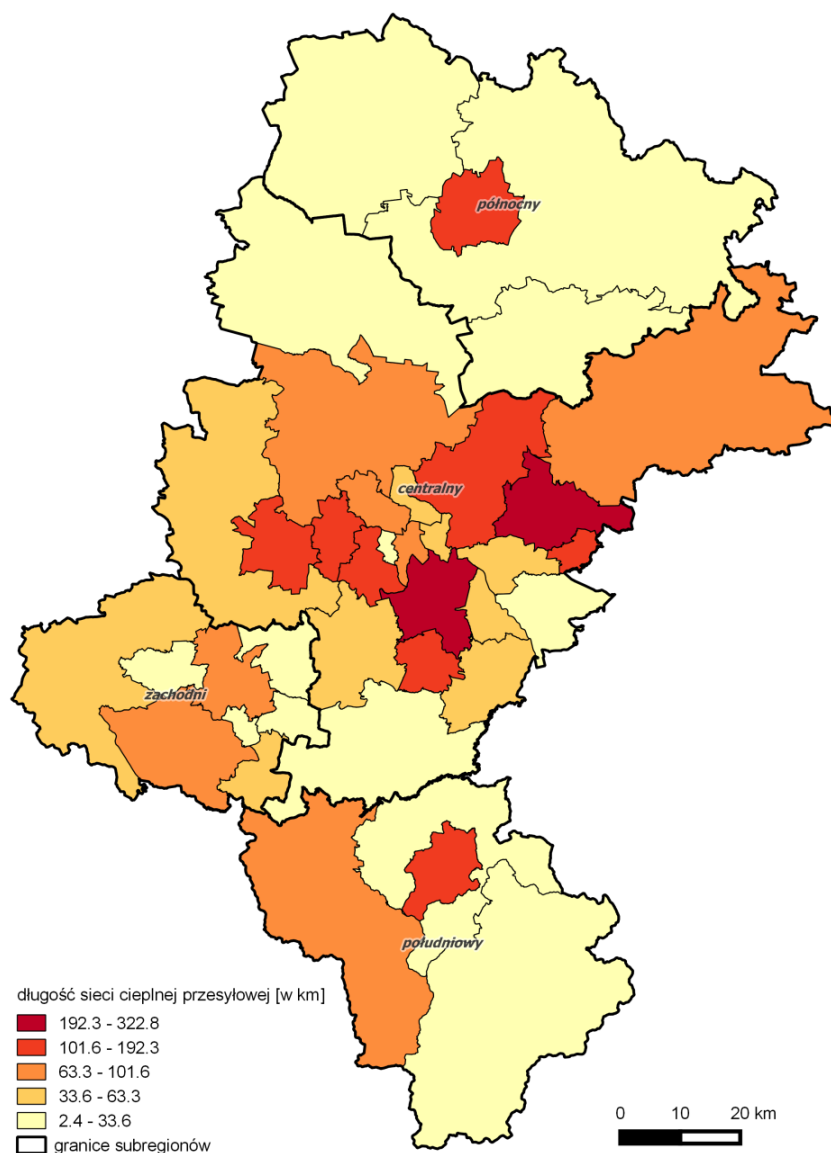 północny
centralny
zachodni
południowy
długość sieci cieplnej przesyłowej [w km]
192.3 - 322.8
101.6 - 192.3
63.3 - 101.6
33.6 - 63.3
2.4 - 33.6
granice subregionów
0 10 20 km